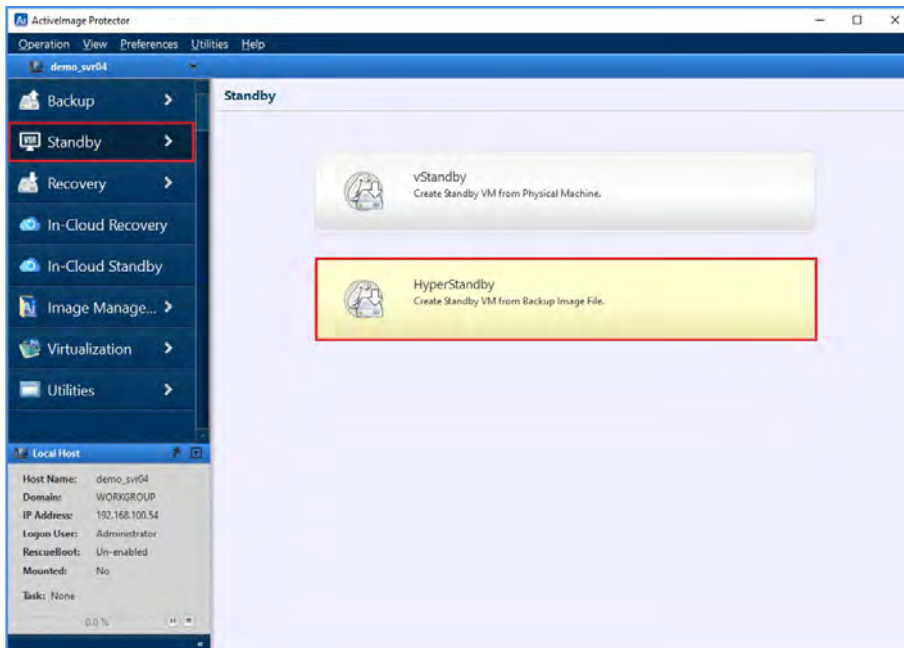 Ai ActiveImage Protector
Operation View Preferences Utilities Help
demo_svr04
Backup
VSR Standby
Recovery
In-Cloud Recovery
In-Cloud Standby
Image Manage...
Virtualization
Utilities
Standby
vStandby
Create Standby VM from Physical Machine.
HyperStandby
Create Standby VM from Backup Image File.
Local Host
Host Name: demo_svr04
Domain: WORKGROUP
IP Address: 192.168.100.54
Logon User: Administrator
RescueBoot: Un-enabled
Mounted: No
Task: None
0.0 %